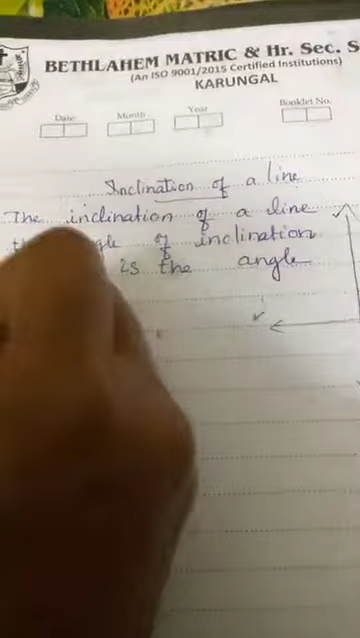 BETHLAHEM MATRIC & Hr. Sec. S
(An ISO 9001/2015 Certified Institutions)
KARUNGAL
Date Month Year Booklet No.
Inclination of a line
The inclination of a line
of inclination
is the angle